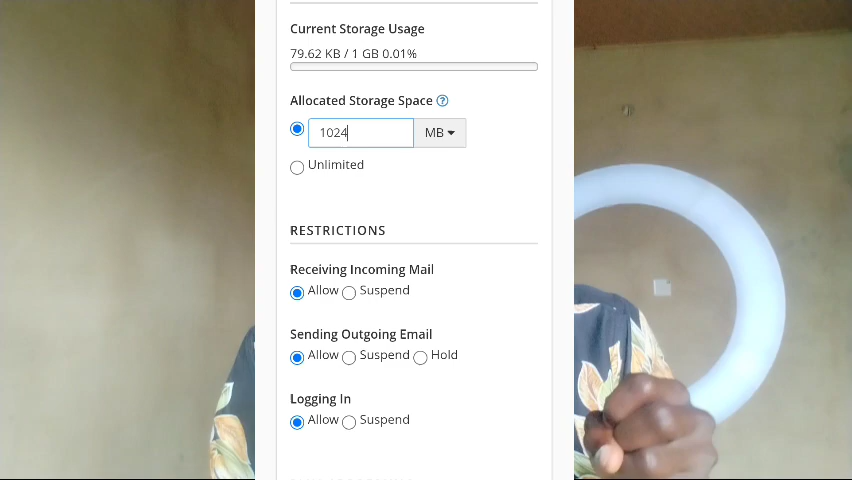 Current Storage Usage
79.62 KB / 1 GB 0.01%
Allocated Storage Space
1024 MB
Unlimited
RESTRICTIONS
Receiving Incoming Mail
Allow Suspend
Sending Outgoing Email
Allow Suspend Hold
Logging In
Allow Suspend